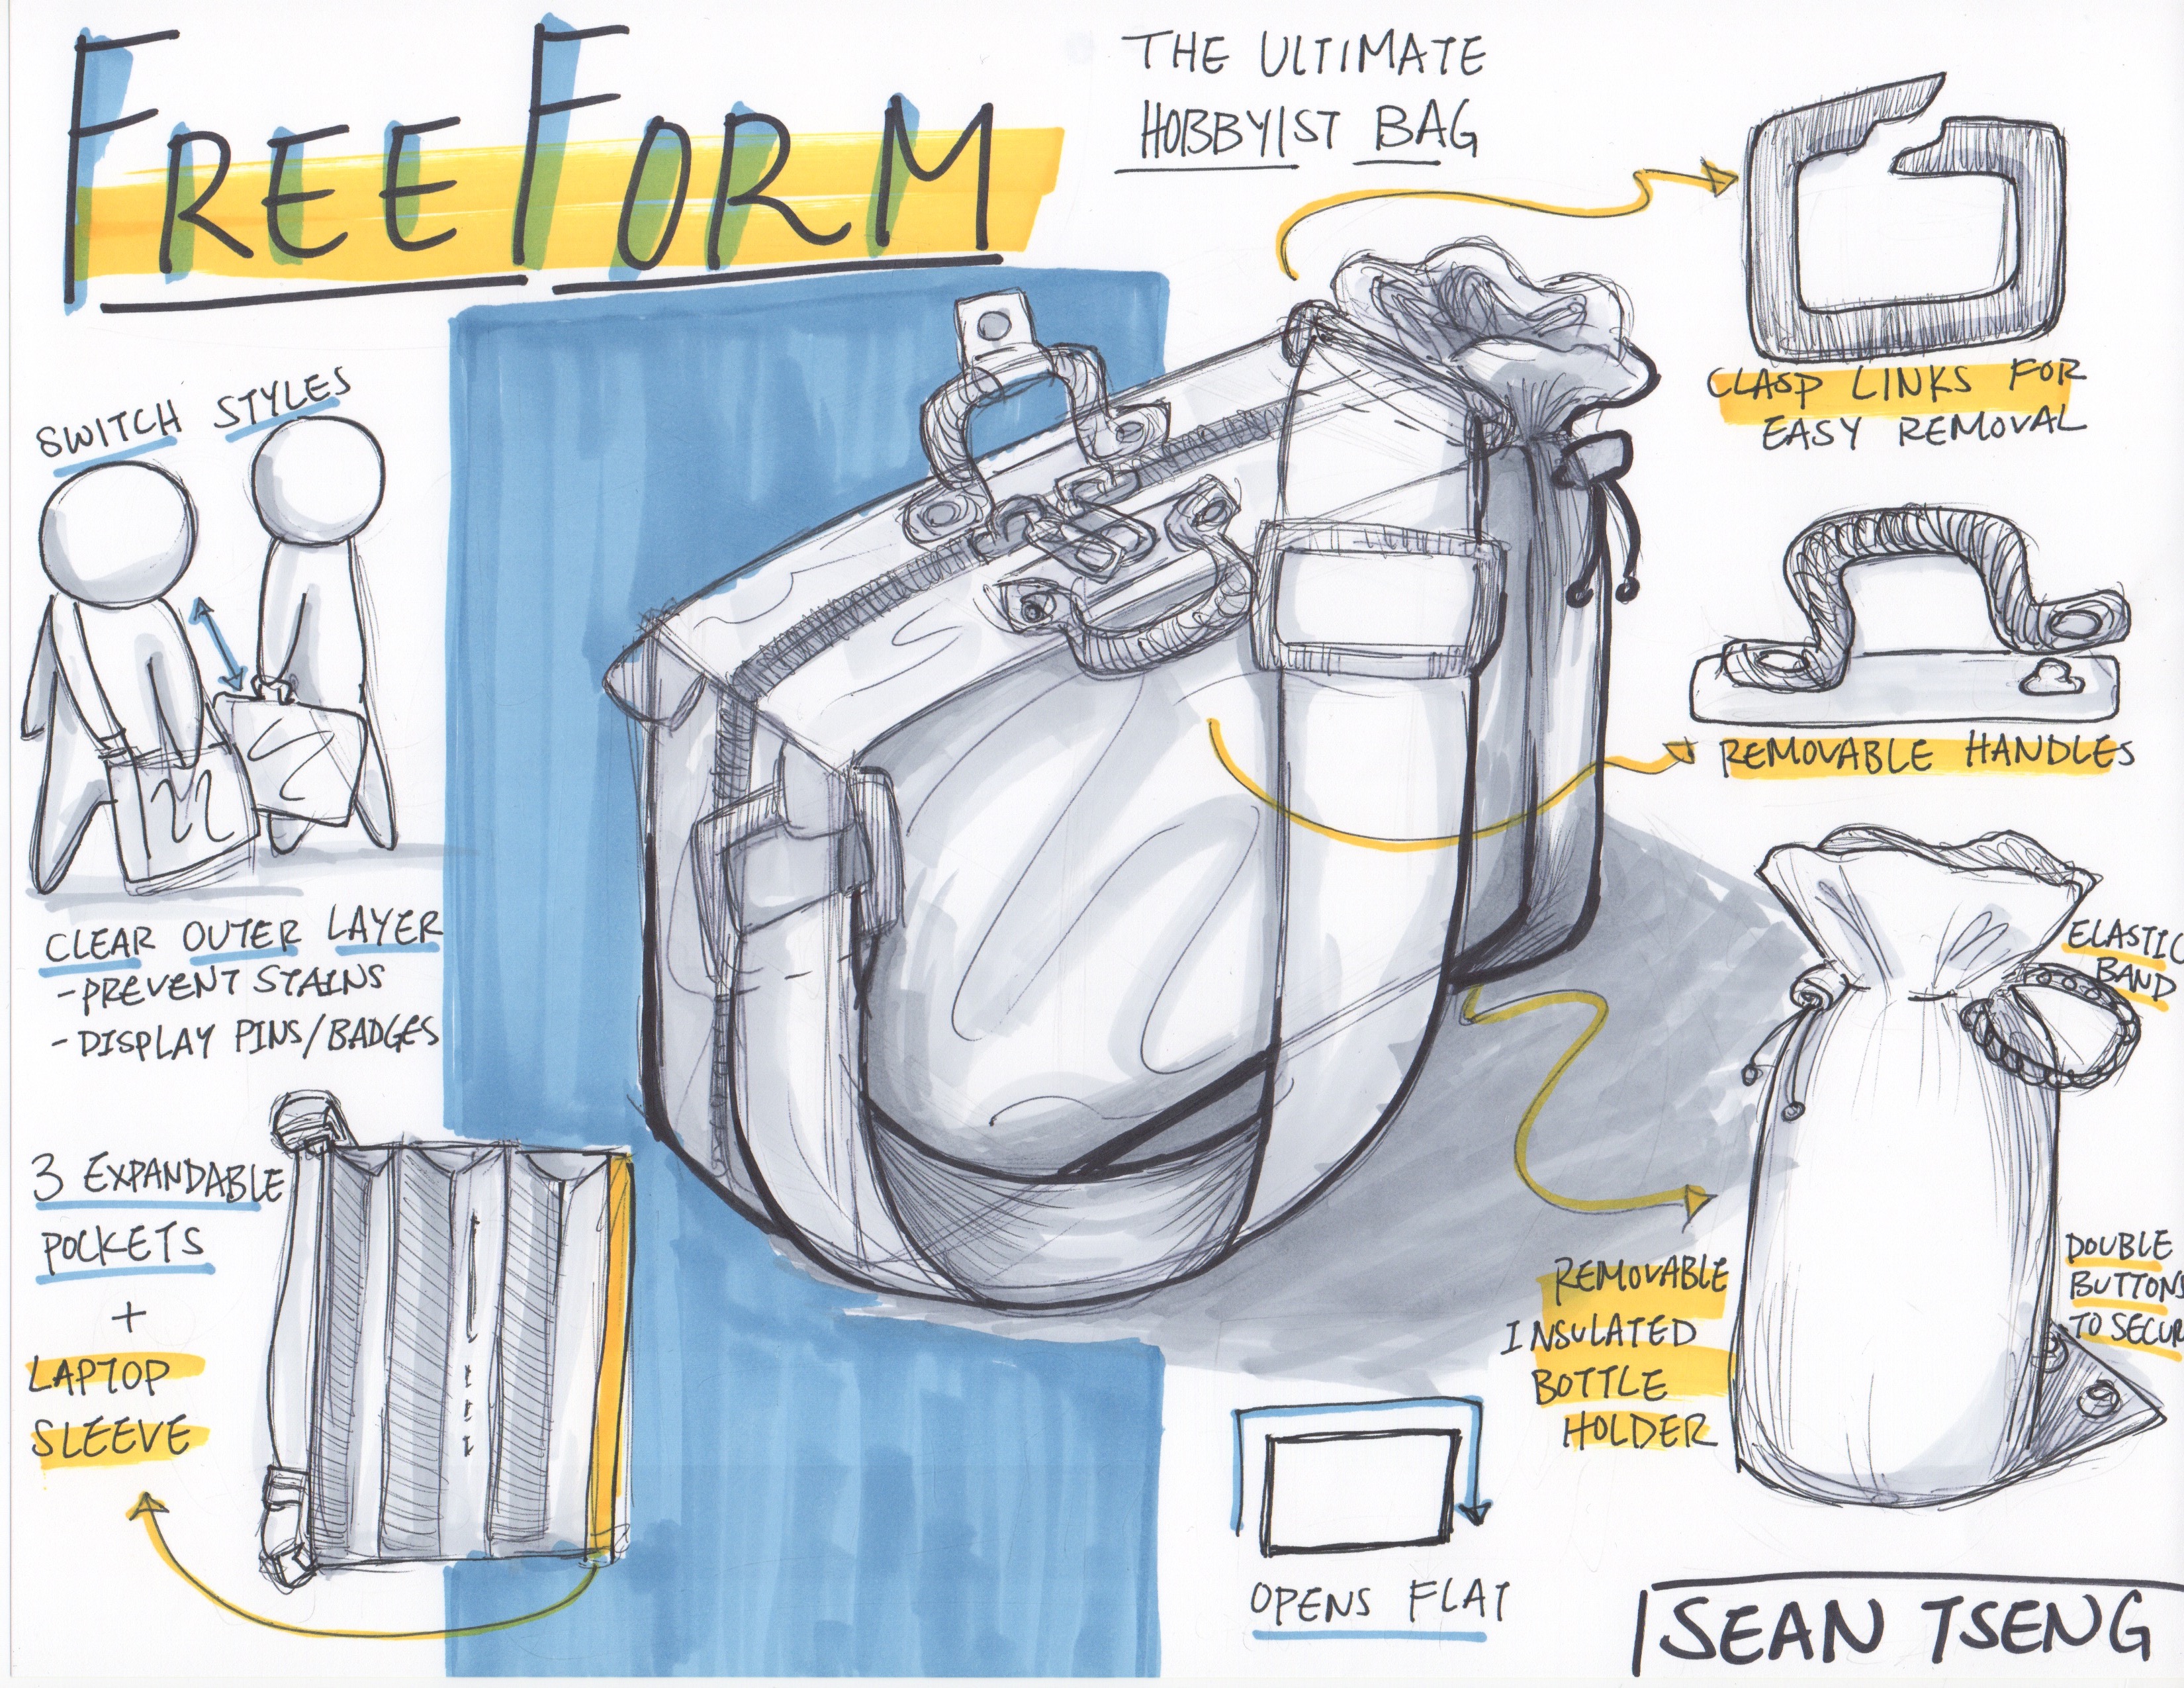 FREEFORM
THE ULTIMATE
HOBBYIST BAG
CLASP LINKS FOR
EASY REMOVAL
SWITCH STYLES
REMOVABLE HANDLES
CLEAR OUTER LAYER
-PREVENT STAINS
-DISPLAY PINS/BADGES
ELASTIC
BAND
3 EXPANDABLE
POCKETS
+
LAPTOP
SLEEVE
REMOVABLE
INSULATED
BOTTLE
HOLDER
DOUBLE
BUTTONS
TO SECUR
OPENS FLAT
SEAN TSENG